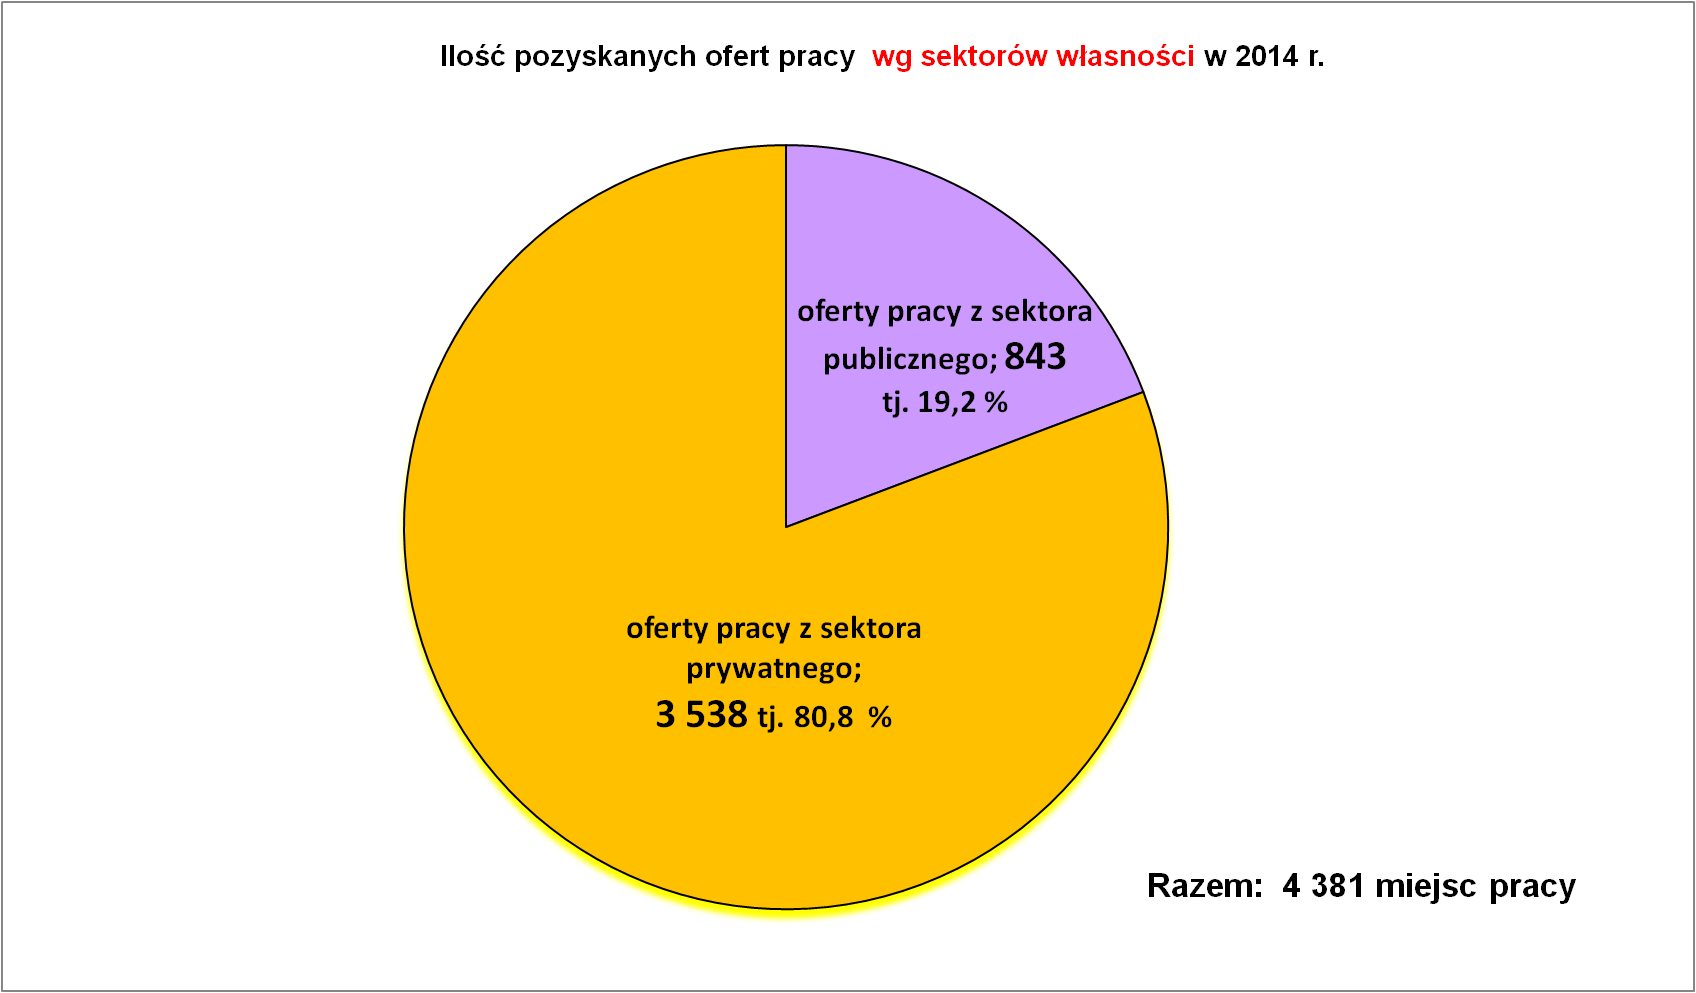 Ilość pozyskanych ofert pracy  wg sektorów własności w 2014 r.
oferty pracy z sektora
publicznego; 843
tj. 19,2 %
oferty pracy z sektora
prywatnego;
3 538 tj. 80,8  %
Razem:  4 381 miejsc pracy